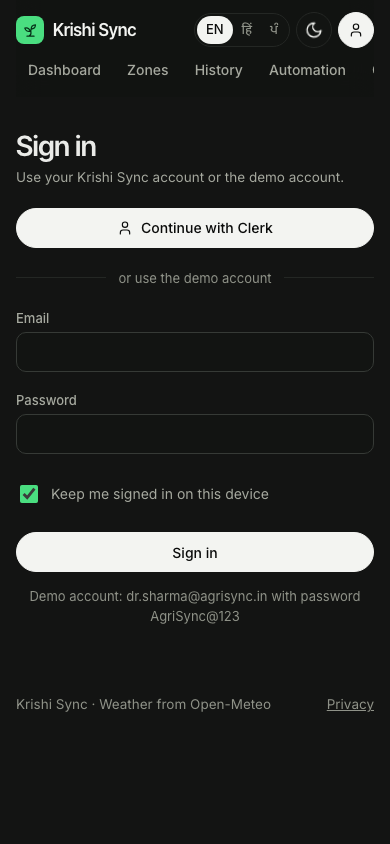 Krishi Sync
EN हिं ਪੰ
Dashboard Zones History Automation
Sign in
Use your Krishi Sync account or the demo account.
Continue with Clerk
or use the demo account
Email
Password
Keep me signed in on this device
Sign in
Demo account: dr.sharma@agrisync.in with password
AgriSync@123
Krishi Sync · Weather from Open-Meteo Privacy